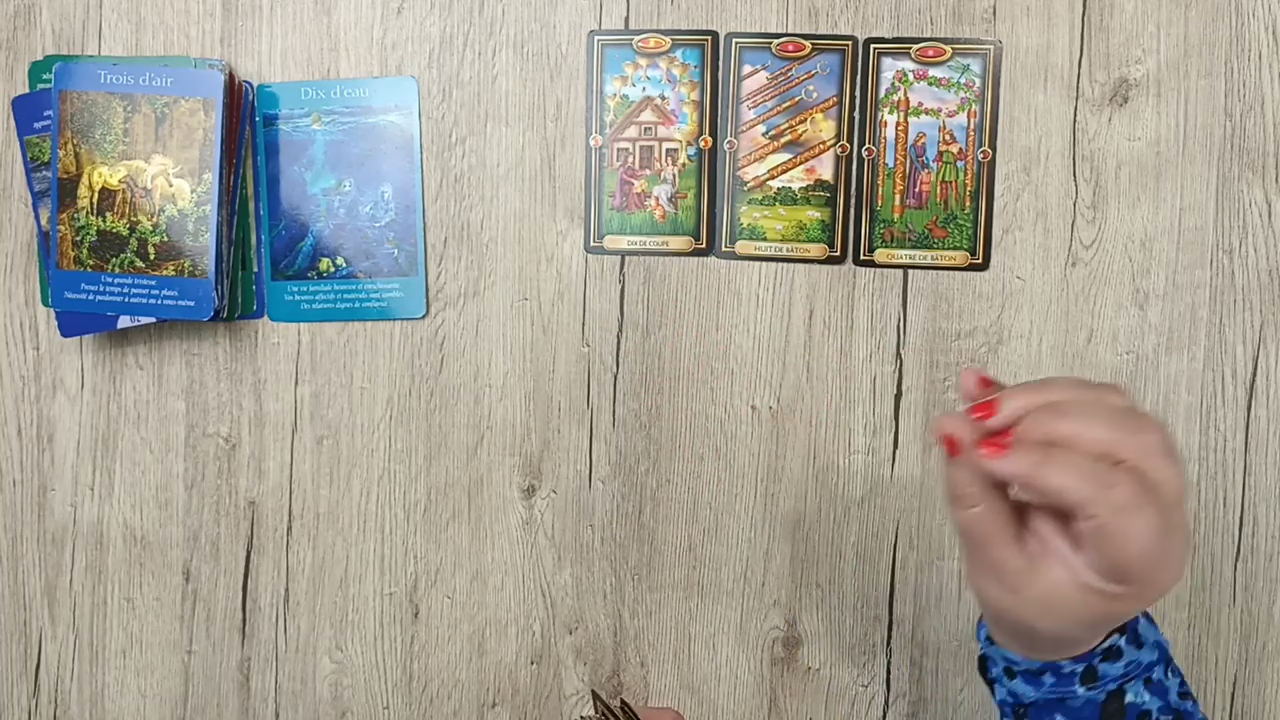 Trois d'air
Une grande tristesse.
Prenez le temps de panser vos plaies.
Nécessité de pardonner à autrui ou à vous-même
Dix d'eau
Une vie familiale heureuse et enrichissante.
Vos besoins affectifs et matériels sont comblés.
Des relations dignes de confiance.
DIX DE COUPE
HUIT DE BÂTON
QUATRE DE BÂTON